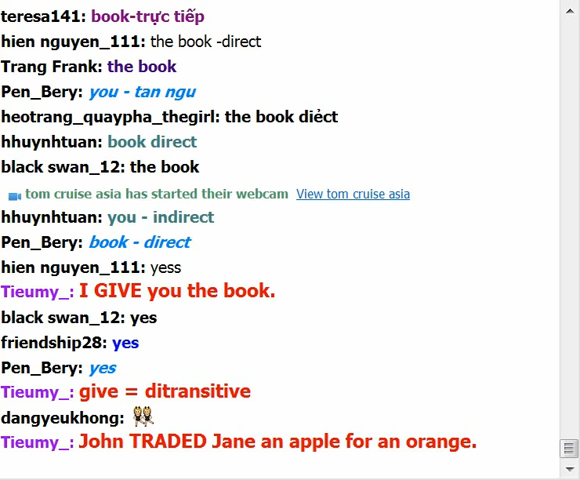 teresa141: book-trực tiếp
hien nguyen_111: the book -direct
Trang Frank: the book
Pen_Bery: you - tan ngu
heotrang_quaypha_thegirl: the book diẻct
hhuynhtuan: book direct
black swan_12: the book
tom cruise asia has started their webcam View tom cruise asia
hhuynhtuan: you - indirect
Pen_Bery: book - direct
hien nguyen_111: yess
Tieumy_: I GIVE you the book.
black swan_12: yes
friendship28: yes
Pen_Bery: yes
Tieumy_: give = ditransitive
dangyeukhong:
Tieumy_: John TRADED Jane an apple for an orange.